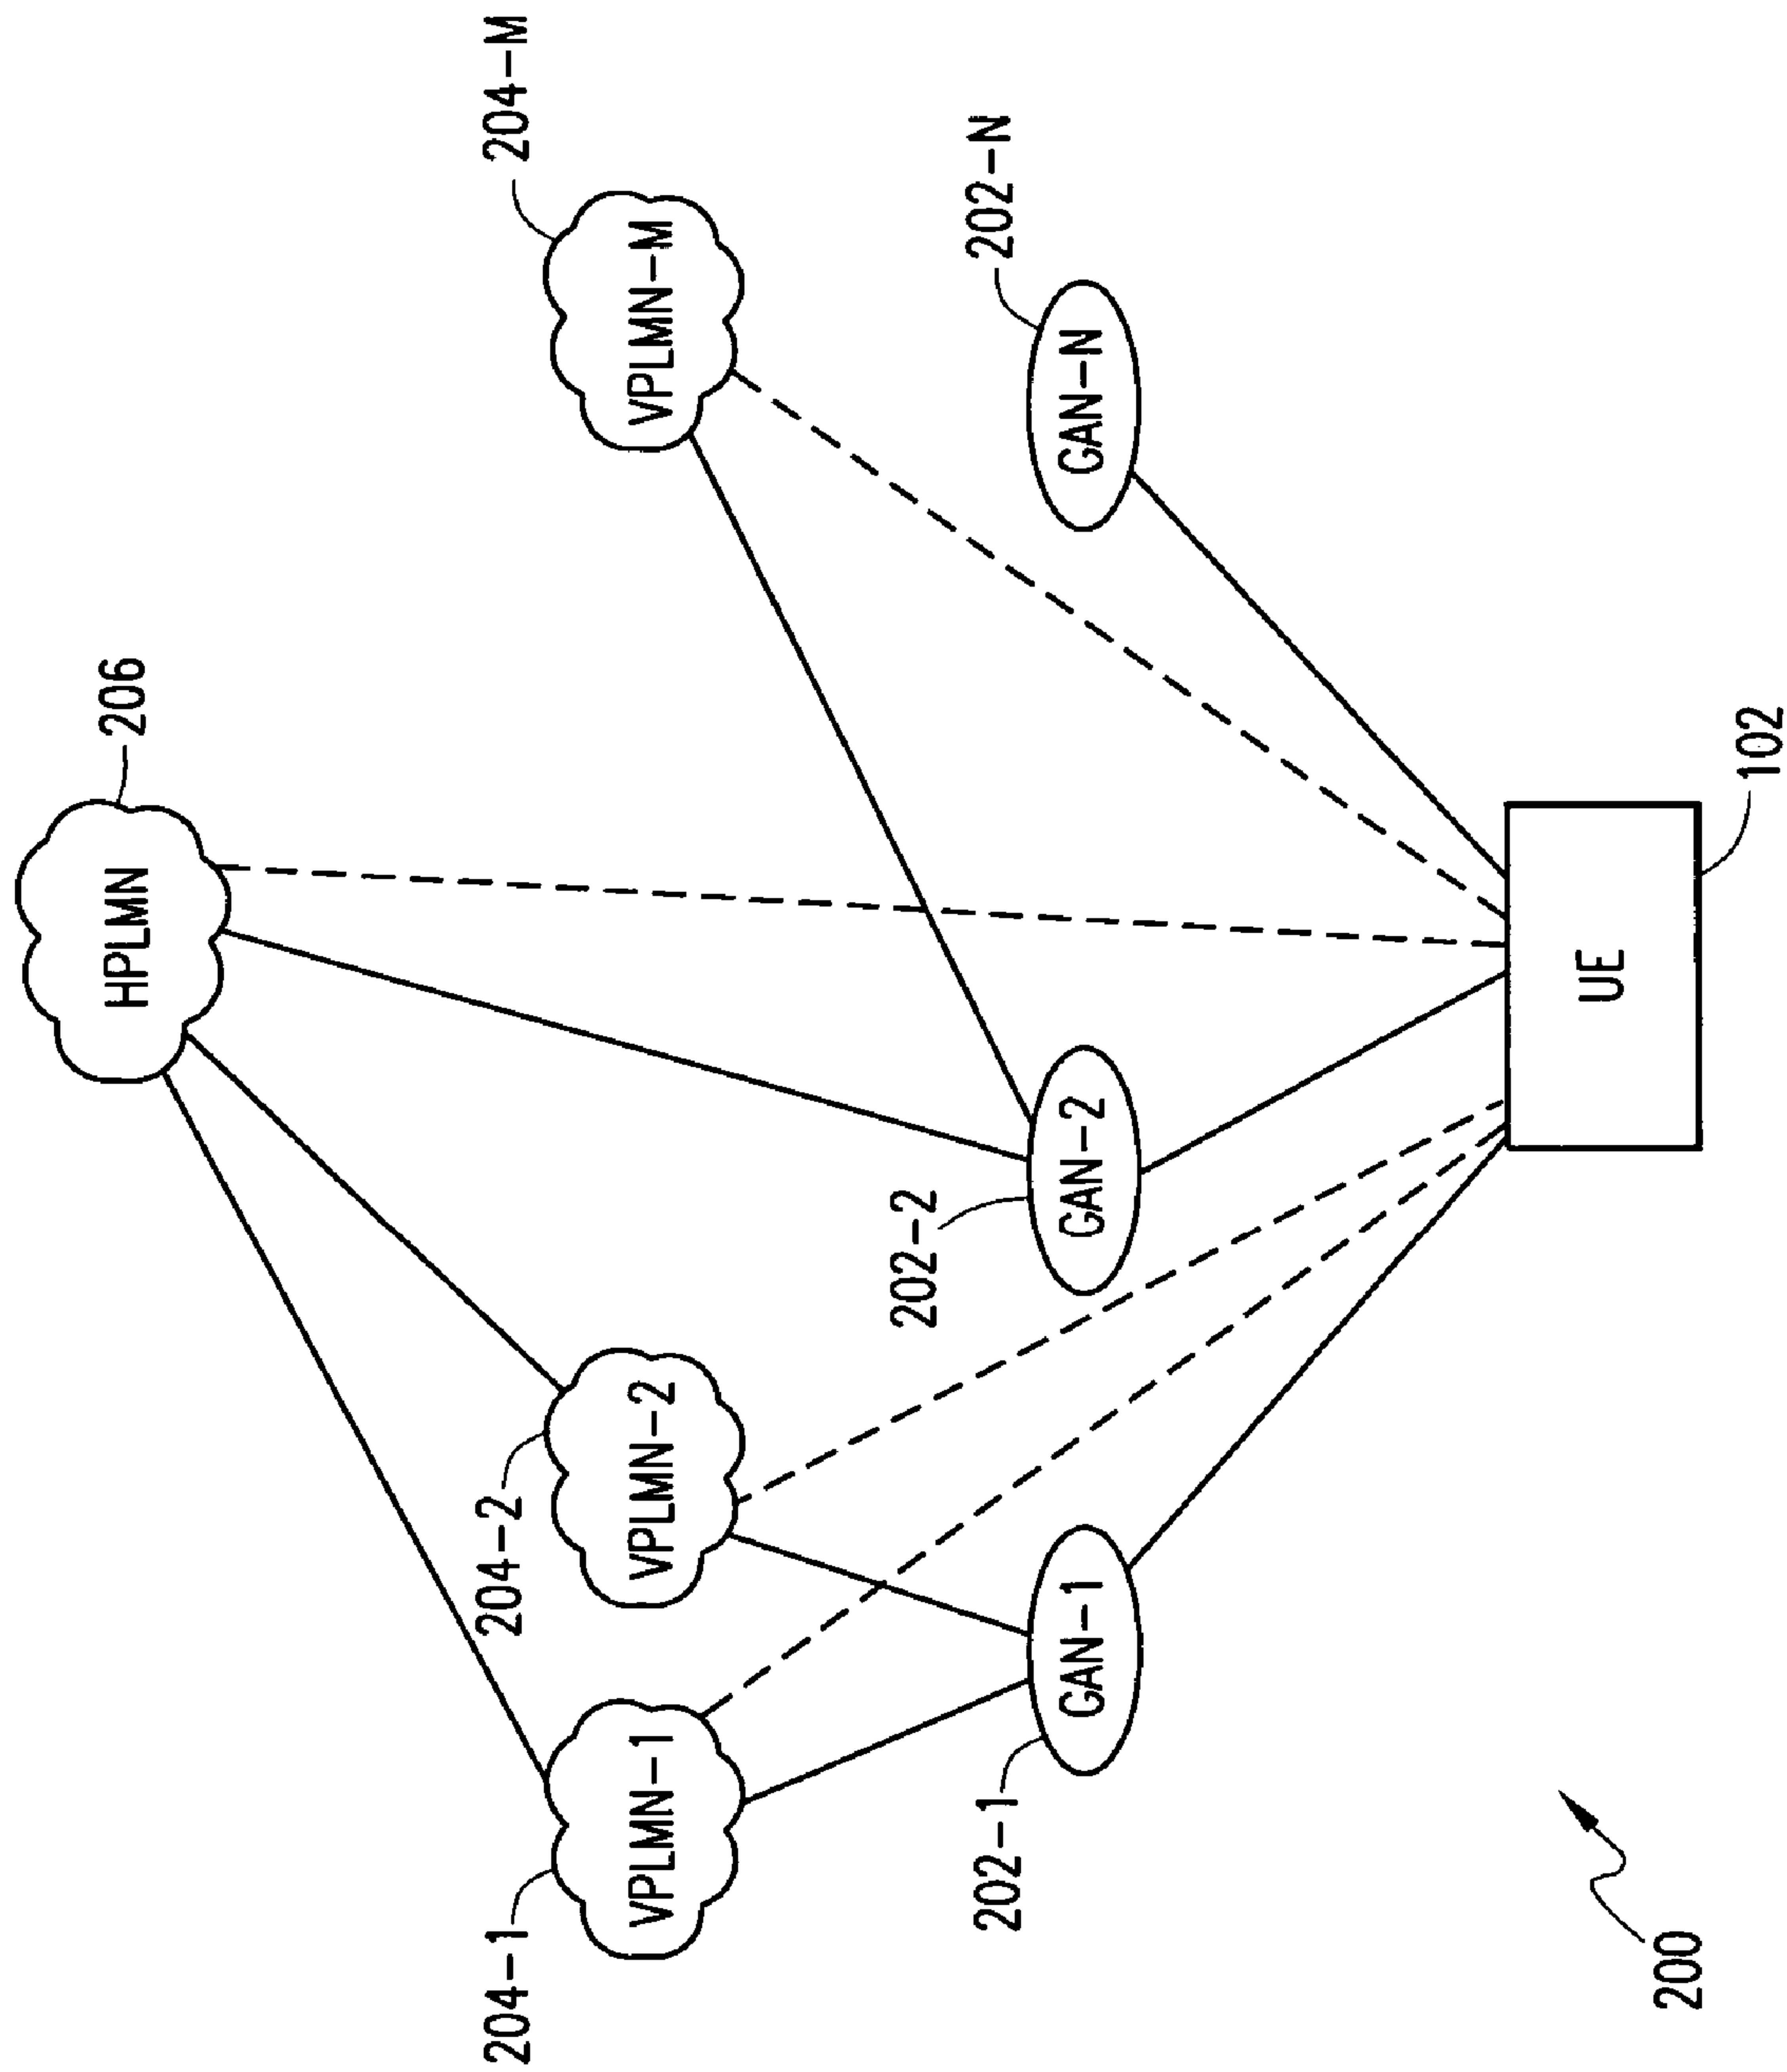 206
HPLMN
204-M
VPLMN-M
204-2
VPLMN-2
204-1
VPLMN-1
202-N
GAN-N
202-2
GAN-2
202-1
GAN-1
UE
102
200